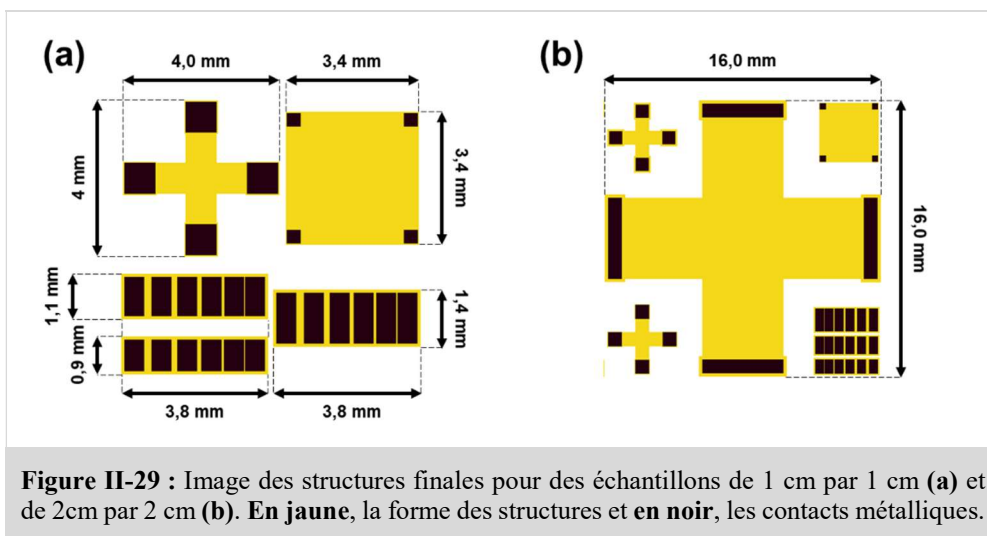 (a)
4,0 mm
3,4 mm
4 mm
3,4 mm
1,1 mm
0,9 mm
1,4 mm
3,8 mm
3,8 mm
(b)
16,0 mm
16,0 mm
Figure II-29 : Image des structures finales pour des échantillons de 1 cm par 1 cm (a) et
de 2cm par 2 cm (b). En jaune, la forme des structures et en noir, les contacts métalliques.